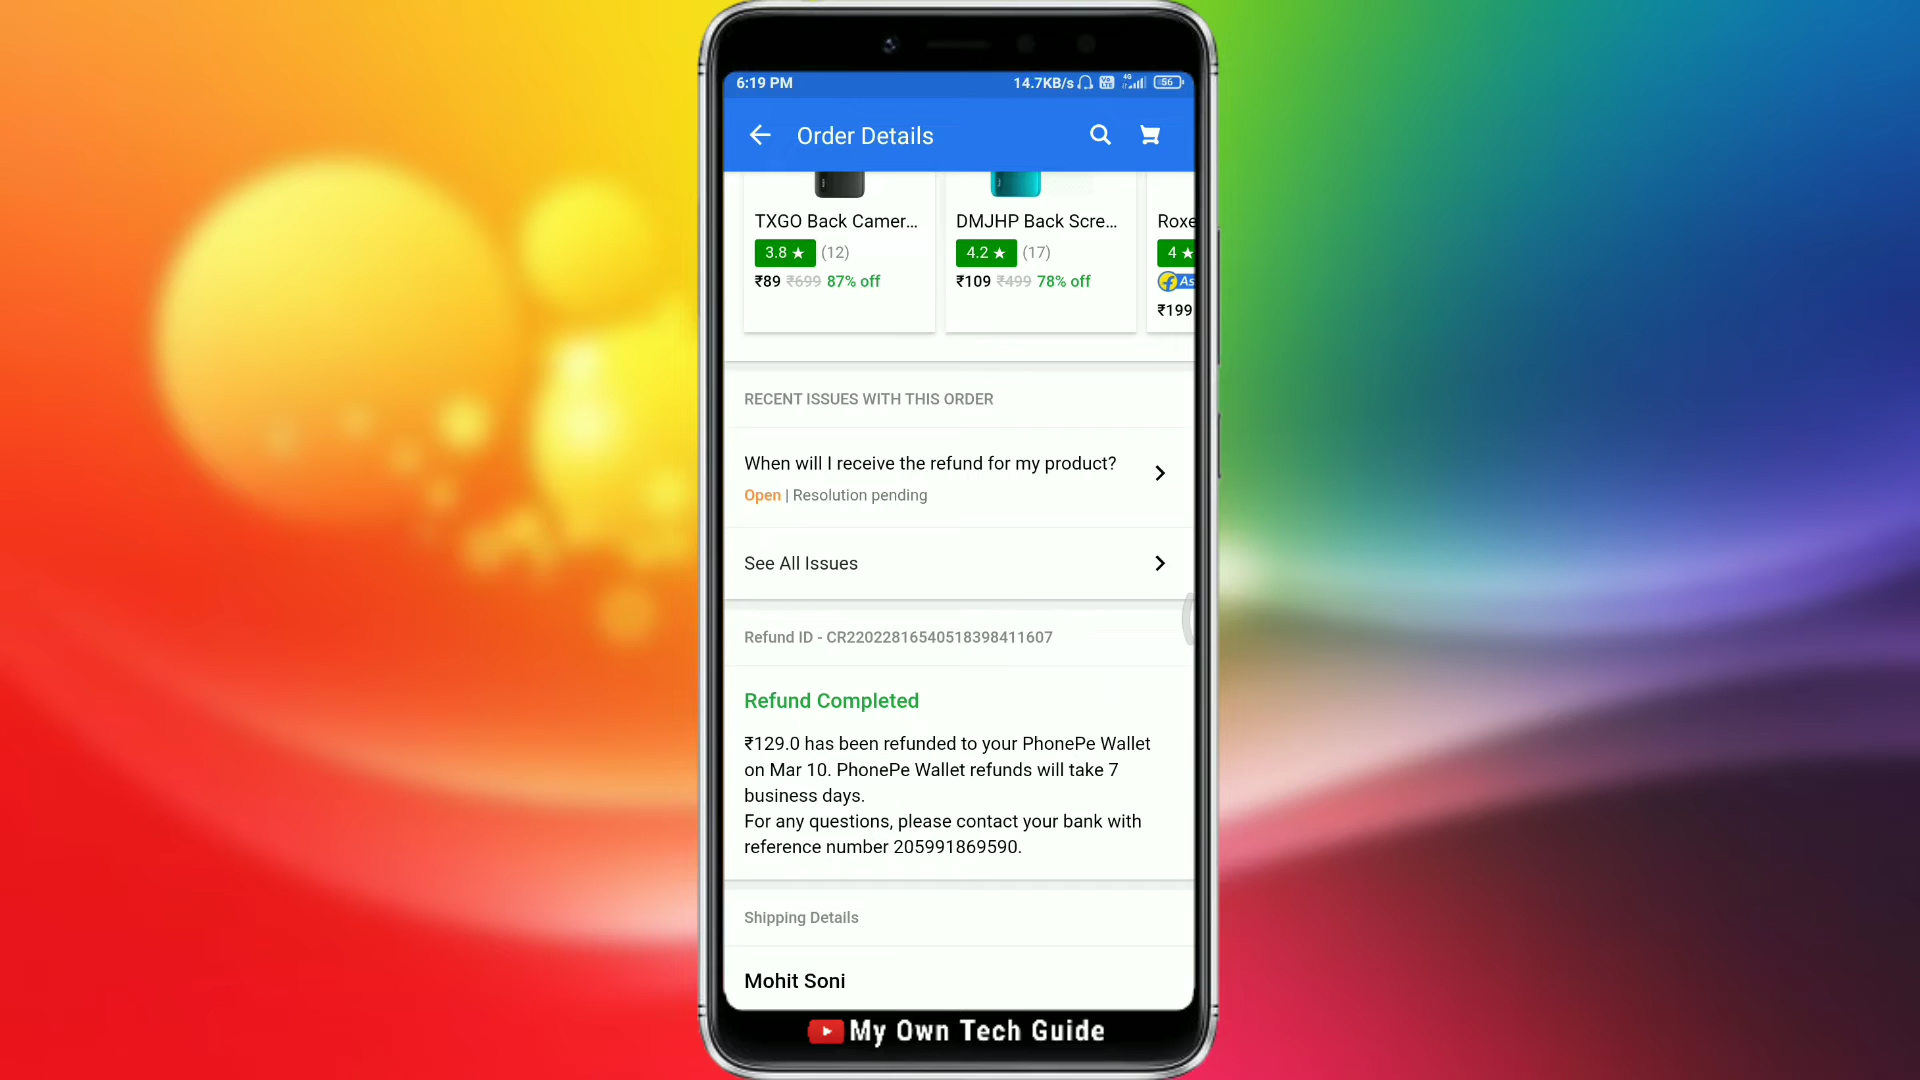 6:19 PM 14.7KB/s 4G 56
Order Details
TXGO Back Camer... DMJHP Back Scre... Roxe
3.8 ★ (12) 4.2 ★ (17) 4 ★
₹89 ₹699 87% off ₹109 ₹499 78% off As
₹199
RECENT ISSUES WITH THIS ORDER
When will I receive the refund for my product?
Open | Resolution pending
See All Issues
Refund ID - CR22022816540518398411607
Refund Completed
₹129.0 has been refunded to your PhonePe Wallet
on Mar 10. PhonePe Wallet refunds will take 7
business days.
For any questions, please contact your bank with
reference number 205991869590.
Shipping Details
Mohit Soni
My Own Tech Guide